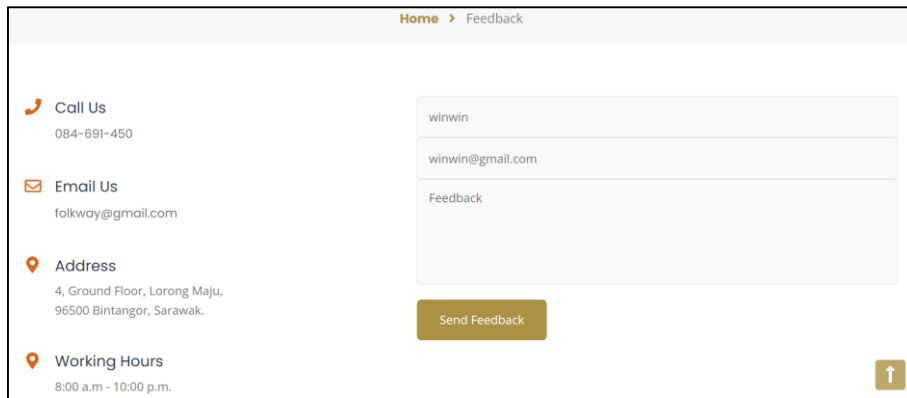 Home > Feedback
Call Us
084-691-450
Email Us
folkway@gmail.com
Address
4, Ground Floor, Lorong Maju,
96500 Bintangor, Sarawak.
Working Hours
8:00 a.m - 10:00 p.m.
winwin
winwin@gmail.com
Feedback
Send Feedback